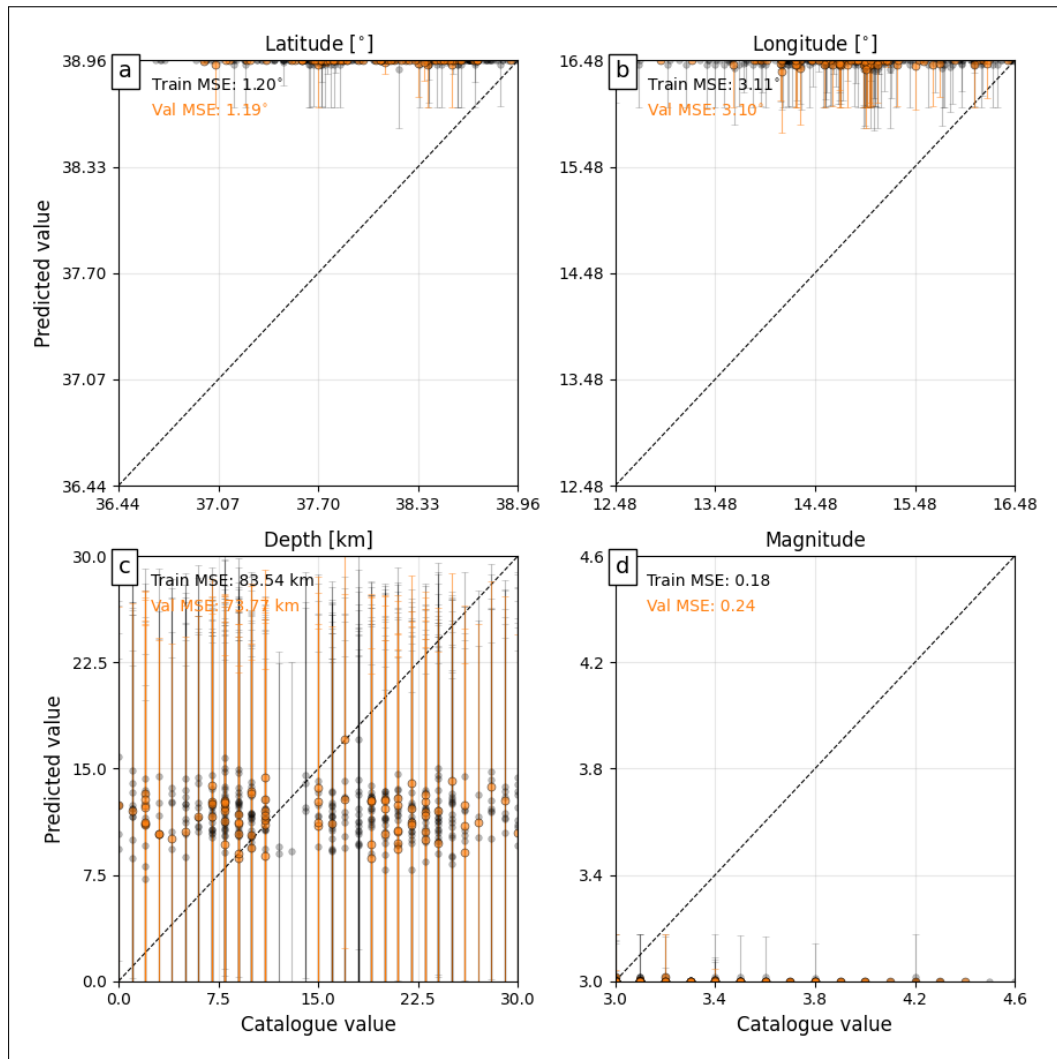 Latitude [°]
Longitude [°]
a
b
Train MSE: 1.20°
Val MSE: 1.19°
Train MSE: 3.11°
Val MSE: 3.10°
38.96
38.33
37.70
37.07
36.44
Predicted value
36.44 37.07 37.70 38.33 38.96
16.48
15.48
14.48
13.48
12.48
12.48 13.48 14.48 15.48 16.48
Depth [km]
Magnitude
c
d
Train MSE: 83.54 km
Val MSE: 73.77 km
Train MSE: 0.18
Val MSE: 0.24
30.0
22.5
15.0
7.5
0.0
Predicted value
0.0 7.5 15.0 22.5 30.0
Catalogue value
4.6
4.2
3.8
3.4
3.0
3.0 3.4 3.8 4.2 4.6
Catalogue value